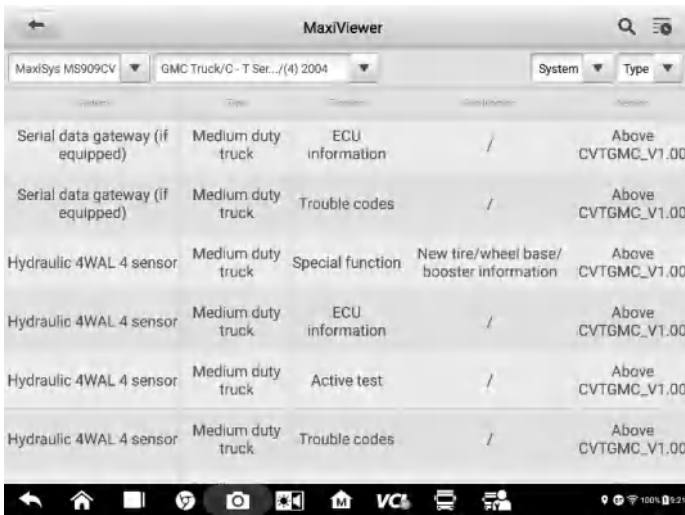 MaxiViewer
MaxiSys MS909CV
GMC Truck/C - T Ser.../(4) 2004
System
Type
Serial data gateway (if
equipped)
Medium duty
truck
ECU
information
/
Above
CVTGMC_V1.00
Serial data gateway (if
equipped)
Medium duty
truck
Trouble codes
/
Above
CVTGMC_V1.00
Hydraulic 4WAL 4 sensor
Medium duty
truck
Special function
New tire/wheel base/
booster information
Above
CVTGMC_V1.00
Hydraulic 4WAL 4 sensor
Medium duty
truck
ECU
information
/
Above
CVTGMC_V1.00
Hydraulic 4WAL 4 sensor
Medium duty
truck
Active test
/
Above
CVTGMC_V1.00
Hydraulic 4WAL 4 sensor
Medium duty
truck
Trouble codes
/
Above
CVTGMC_V1.00
M
VCI
100%
9:21